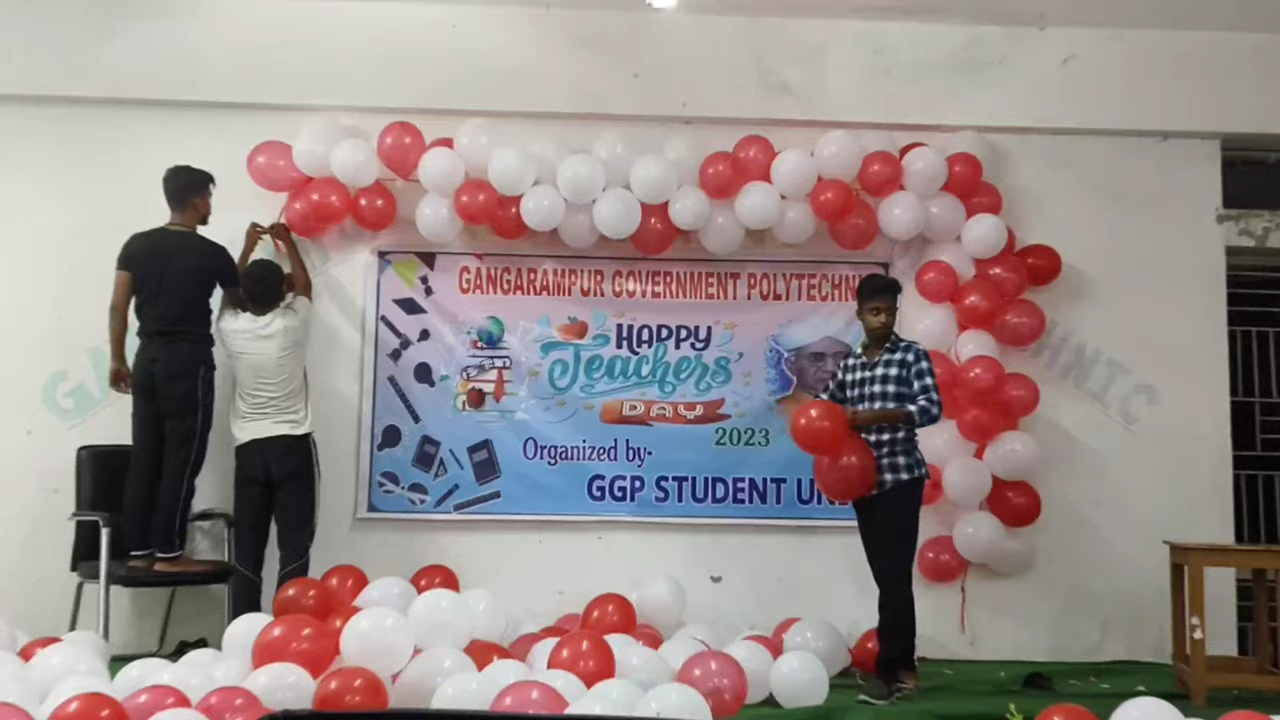 GANGARAMPUR GOVERNMENT POLYTECHN
HAPPY
Teachers'
DAY
2023
Organized by-
GGP STUDENT UN
HNIC